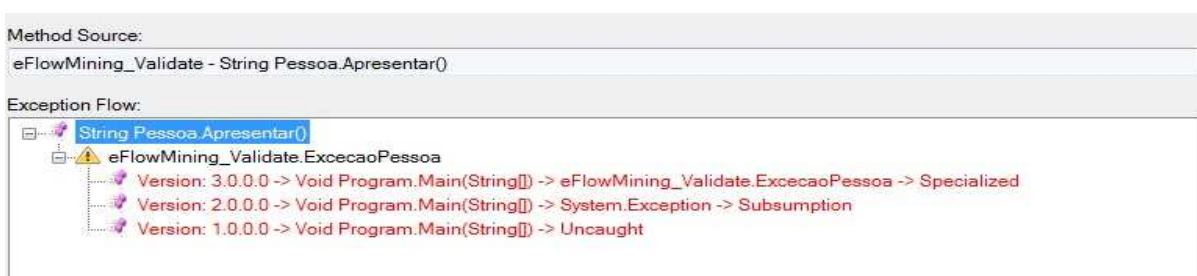 Method Source:
eFlowMining_Validate - String Pessoa.Apresentar()
Exception Flow:
String Pessoa.Apresentar()
eFlowMining_Validate.ExcecaoPessoa
Version: 3.0.0.0 -> Void Program.Main(String[]) -> eFlowMining_Validate.ExcecaoPessoa -> Specialized
Version: 2.0.0.0 -> Void Program.Main(String[]) -> System.Exception -> Subsumption
Version: 1.0.0.0 -> Void Program.Main(String[]) -> Uncaught